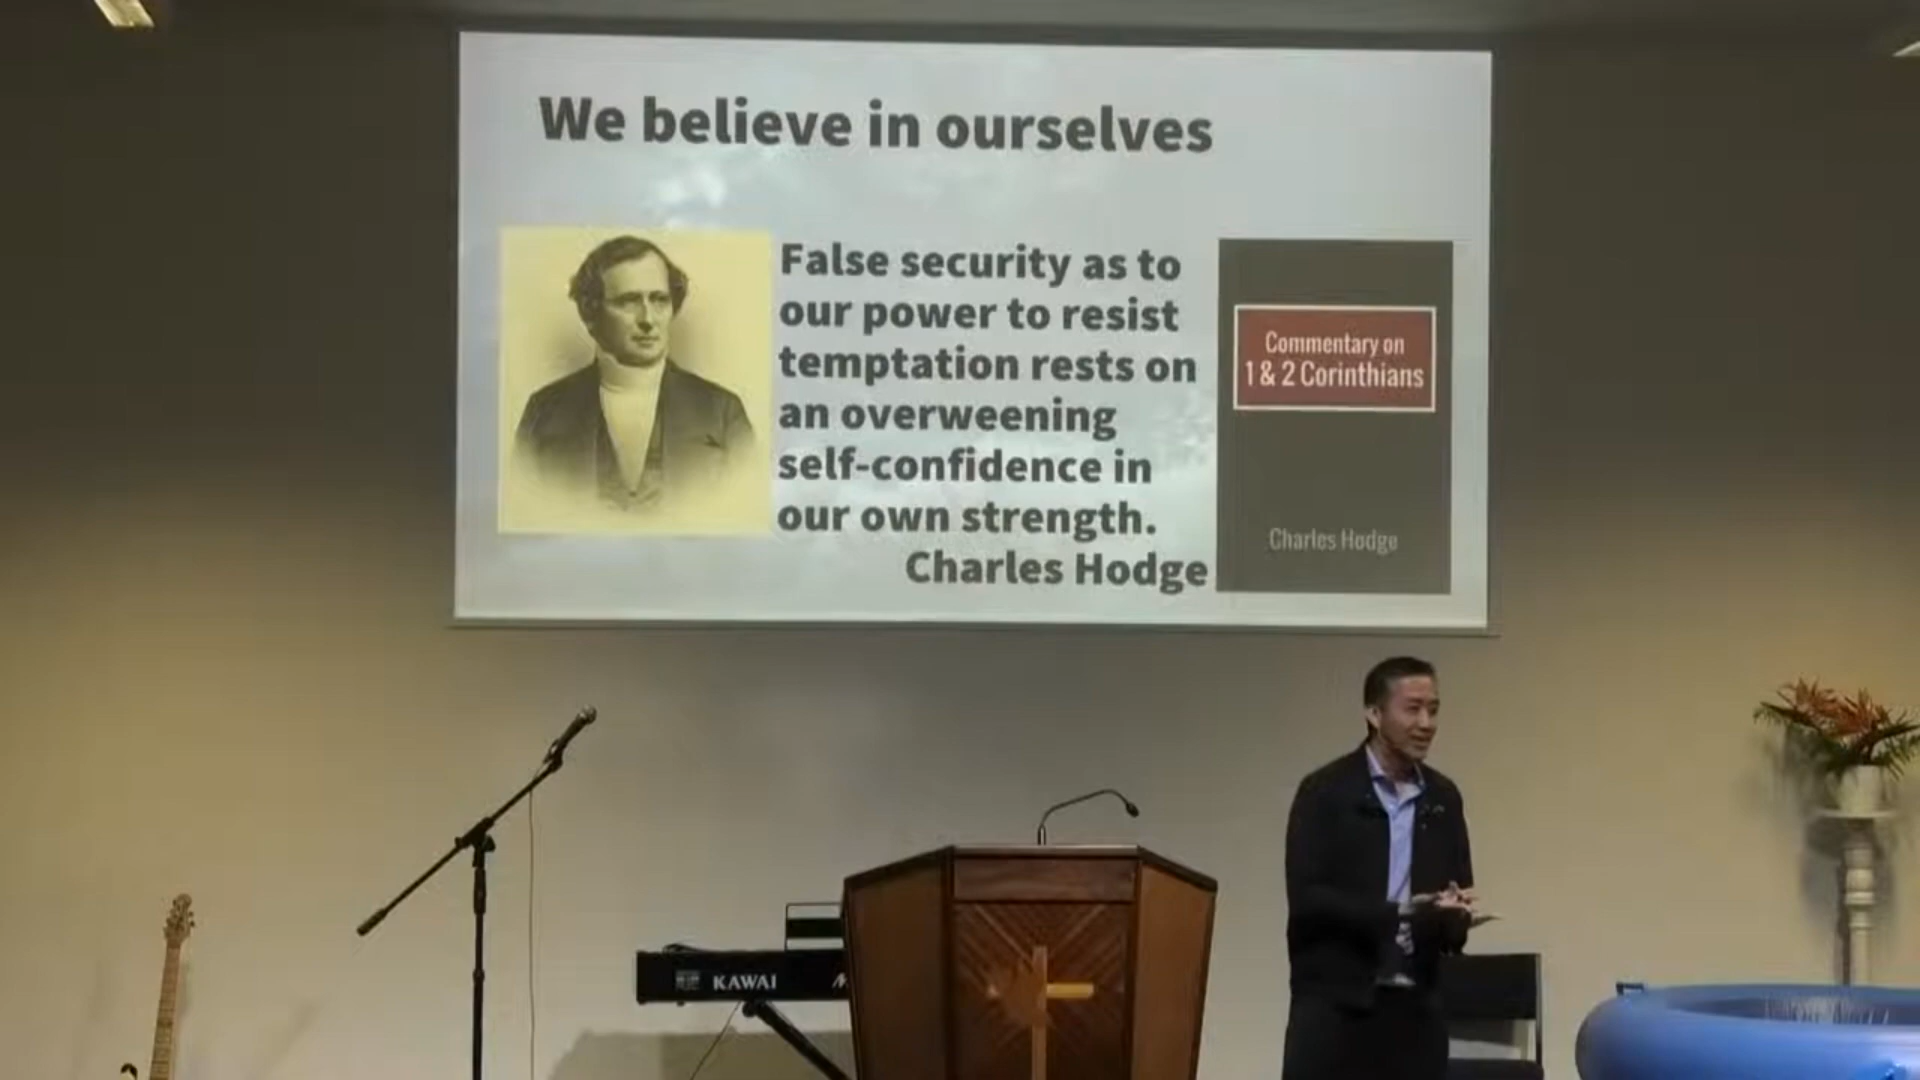 We believe in ourselves
False security as to
our power to resist
temptation rests on
an overweening
self-confidence in
our own strength.
Charles Hodge
Commentary on
1 & 2 Corinthians
Charles Hodge
KAWAI